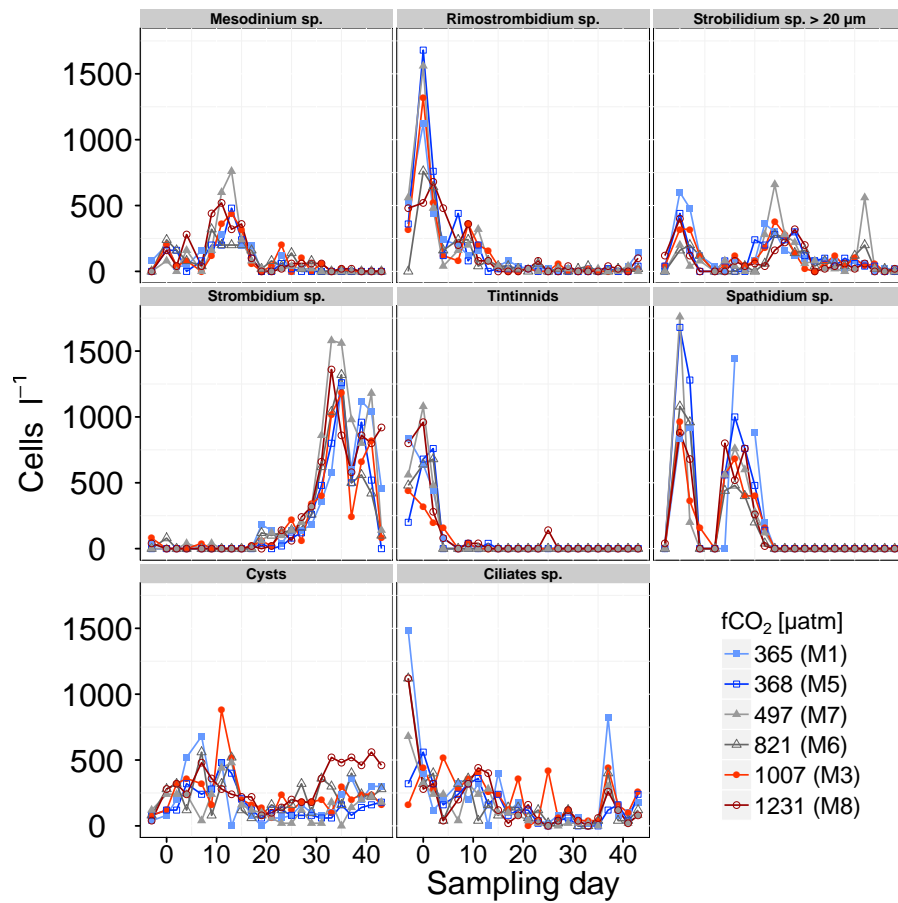 Mesodinium sp. Rimostrombidium sp. Strobilidium sp. > 20 µm
1500
1000
500
0
Strombidium sp. Tintinnids Spathidium sp.
1500
1000
500
0
Cells l⁻¹
Cysts Ciliates sp.
1500
1000
500
0
0 10 20 30 40 0 10 20 30 40
Sampling day
fCO₂ [µatm]
365 (M1)
368 (M5)
497 (M7)
821 (M6)
1007 (M3)
1231 (M8)